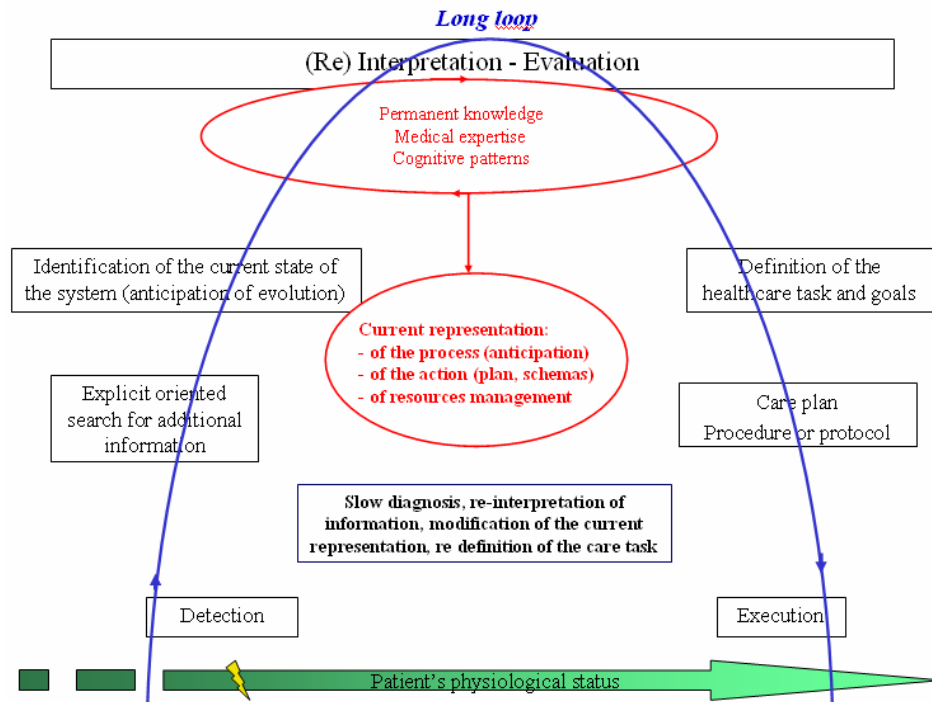 Long loop
(Re) Interpretation - Evaluation
Permanent knowledge
Medical expertise
Cognitive patterns
Identification of the current state of
the system (anticipation of evolution)
Definition of the
healthcare task and goals
Current representation:
- of the process (anticipation)
- of the action (plan, schemas)
- of resources management
Explicit oriented
search for additional
information
Care plan
Procedure or protocol
Slow diagnosis, re-interpretation of
information, modification of the current
representation, re definition of the care task
Detection
Execution
Patient's physiological status